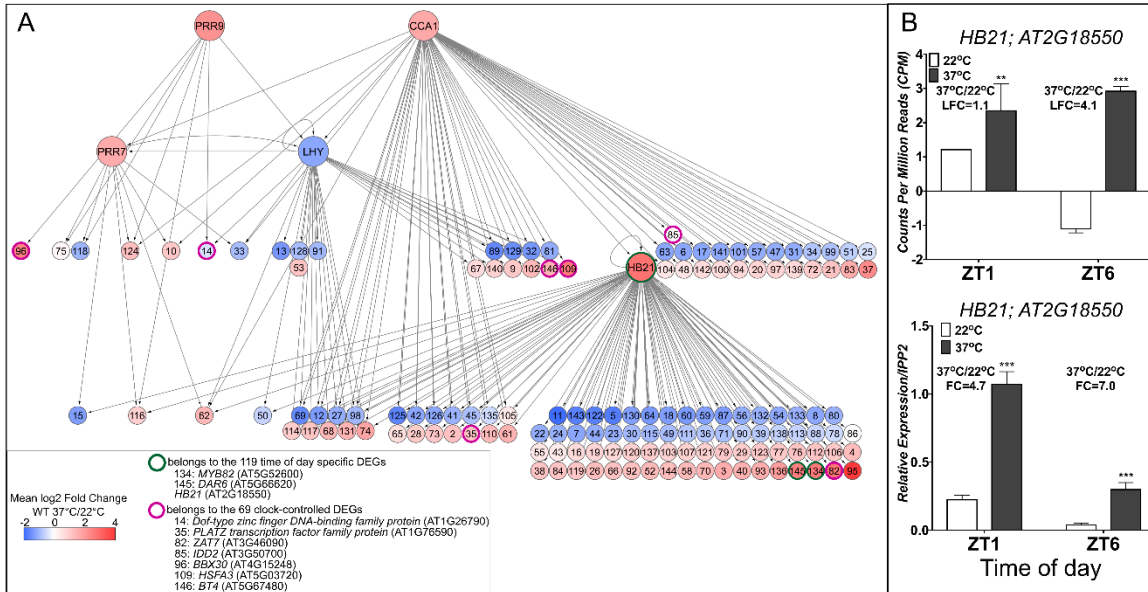 A
PRR9
CCA1
PRR7
LHY
85
96 75 118 124 10 14 33 13 128 91 89 129 32 81 63 6 17 141 101 57 47 31 34 99 51 25
53 67 140 9 102 146 109 HB21 104 48 142 100 94 20 97 139 72 21 83 37
15 116 62 50 69 12 27 98 125 42 126 41 45 135 105 11 143 122 5 130 64 18 60 59 87 56 132 54 133 8 80
114 117 68 131 74 65 28 73 2 35 110 61 22 24 7 44 23 30 115 49 111 36 71 90 39 138 113 88 78 86
55 43 16 19 127 123 79 1 137 108 103 107 121 77 76 112 106 4
38 84 119 26 66 92 52 144 58 70 3 40 93 136 145 134 82 95
Mean log2 Fold Change
WT 37°C/22°C
-2 0 2 4
belongs to the 119 time of day specific DEGs
134: MYB82 (AT5G52600)
145: DAR6 (AT5G66620)
HB21 (AT2G18550)
belongs to the 69 clock-controlled DEGs
14: Dof-type zinc finger DNA-binding family protein (AT1G26790)
35: PLATZ transcription factor family protein (AT1G76590)
82: ZAT7 (AT3G46090)
85: IDD2 (AT3G50700)
96: BBX30 (AT4G15248)
109: HSFA3 (AT5G03720)
146: BT4 (AT5G67480)
B
HB21; AT2G18550
22°C
37°C
37°C/22°C
LFC=1.1
**
37°C/22°C
LFC=4.1
***
Counts Per Million Reads (CPM)
4
3
2
1
0
-1
-2
ZT1 ZT6
HB21; AT2G18550
22°C
37°C
37°C/22°C
FC=4.7
***
37°C/22°C
FC=7.0
***
Relative Expression/IPP2
1.5
1.0
0.5
0.0
ZT1 ZT6
Time of day